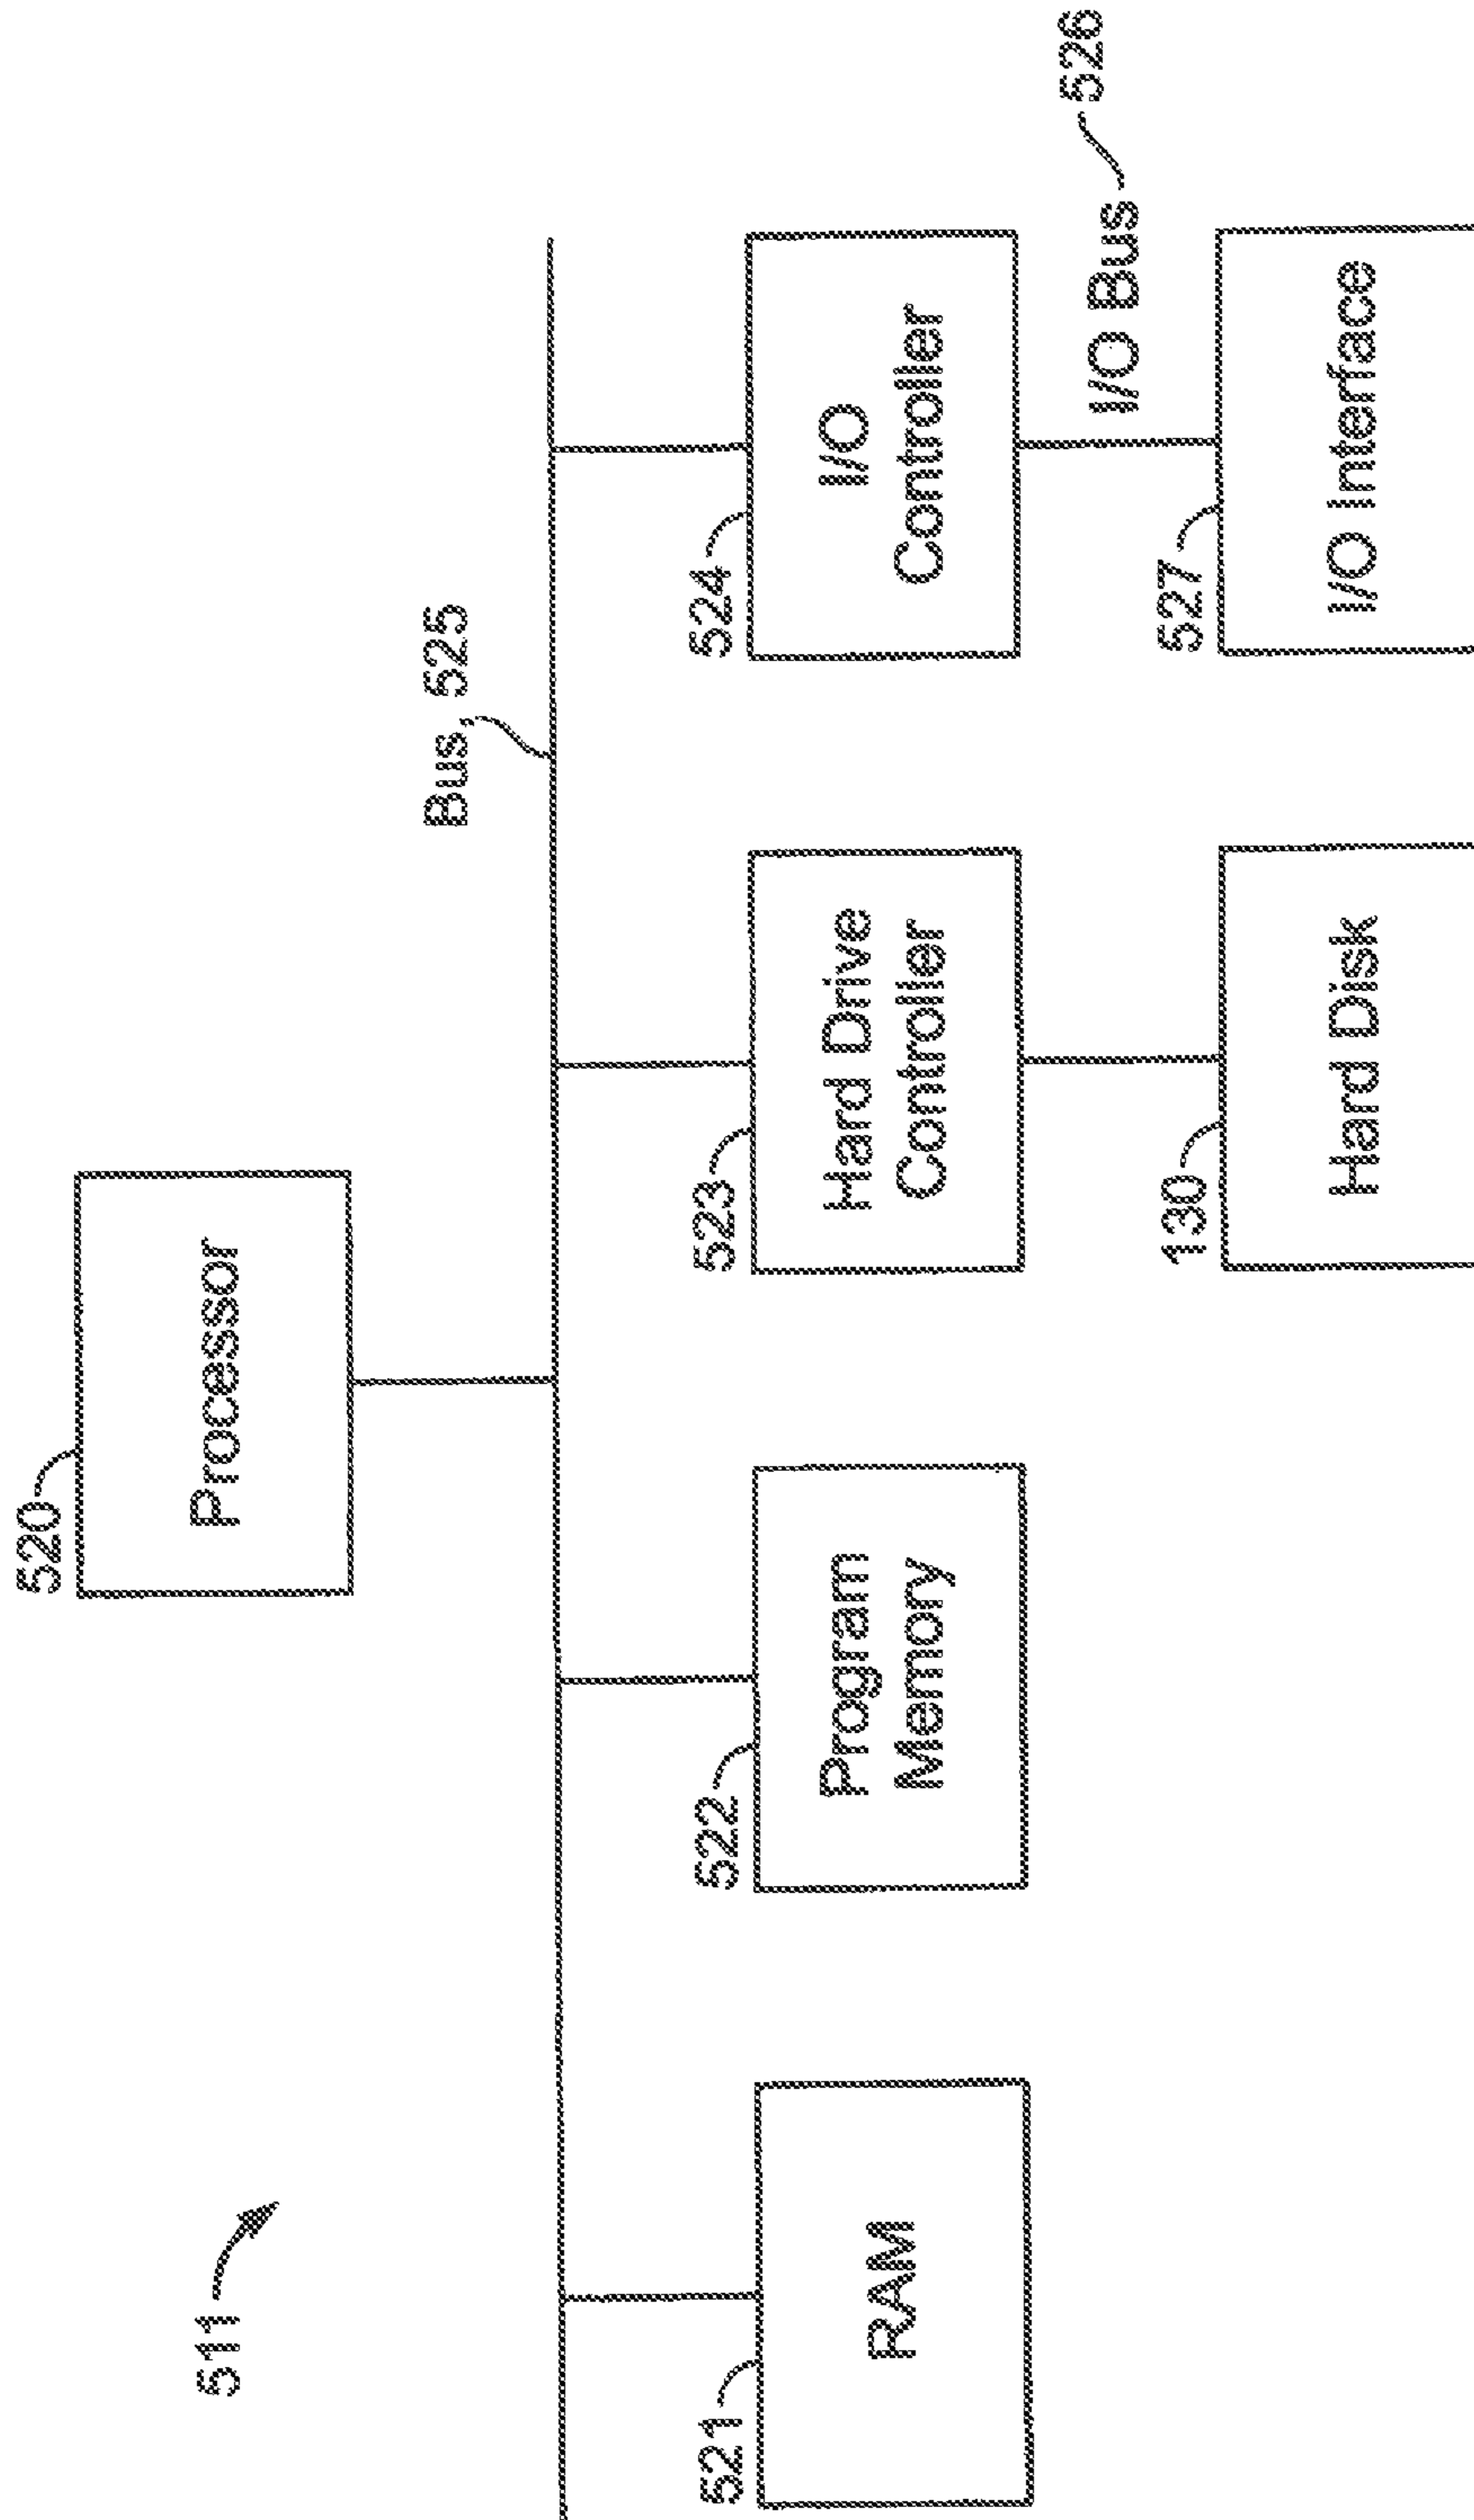 511
520
Processor
Bus, 525
521
RAM
522
Program
Memory
523
Hard Drive
Controller
524
I/O
Controller
I/O Bus
526
130
Hard Disk
527
I/O Interface